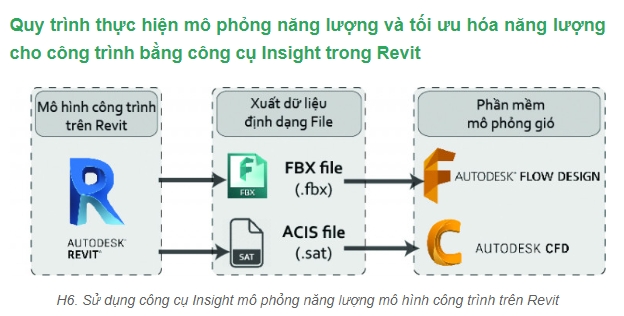 Quy trình thực hiện mô phỏng năng lượng và tối ưu hóa năng lượng
cho công trình bằng công cụ Insight trong Revit
Mô hình công trình
trên Revit
Xuất dữ liệu
định dạng File
Phần mềm
mô phỏng gió
AUTODESK®
REVIT®
FBX
FBX file
(.fbx)
AUTODESK® FLOW DESIGN
SAT
ACIS file
(.sat)
AUTODESK® CFD
H6. Sử dụng công cụ Insight mô phỏng năng lượng mô hình công trình trên Revit